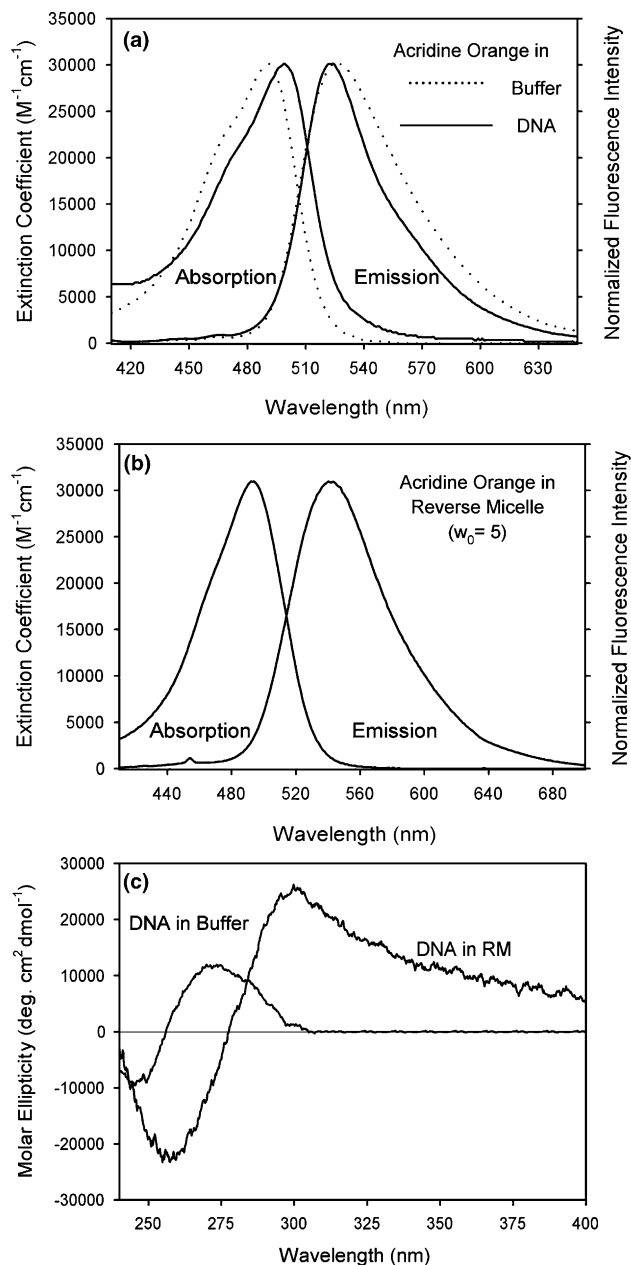 (a)
Acridine Orange in
Buffer
DNA
Absorption
Emission
Extinction Coefficient (M⁻¹cm⁻¹)
35000
30000
25000
20000
15000
10000
5000
0
Normalized Fluorescence Intensity
420 450 480 510 540 570 600 630
Wavelength (nm)
(b)
Acridine Orange in
Reverse Micelle
(w₀= 5)
Absorption
Emission
Extinction Coefficient (M⁻¹cm⁻¹)
35000
30000
25000
20000
15000
10000
5000
0
Normalized Fluorescence Intensity
440 480 520 560 600 640 680
Wavelength (nm)
(c)
DNA in Buffer
DNA in RM
Molar Ellipticity (deg. cm² dmol⁻¹)
30000
20000
10000
0
-10000
-20000
-30000
250 275 300 325 350 375 400
Wavelength (nm)